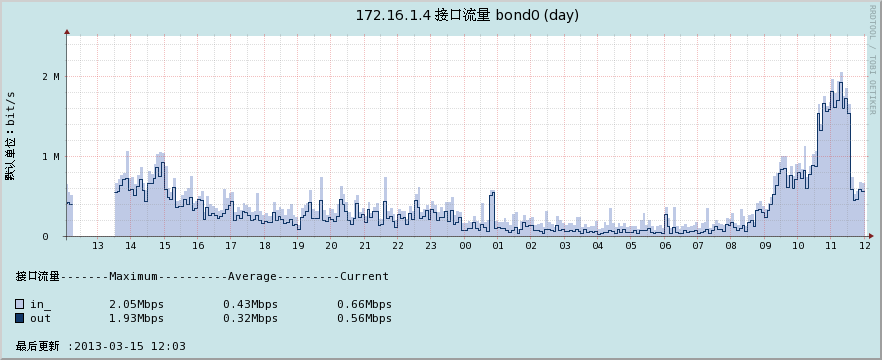 172.16.1.4 接口流量 bond0 (day)
RRDTOOL / TOBI OETIKER
默认单位：bit/s
2 M
1 M
0
13 14 15 16 17 18 19 20 21 22 23 00 01 02 03 04 05 06 07 08 09 10 11 12
接口流量-------Maximum----------Average---------Current
in_ 2.05Mbps 0.43Mbps 0.66Mbps
out 1.93Mbps 0.32Mbps 0.56Mbps
最后更新 :2013-03-15 12:03